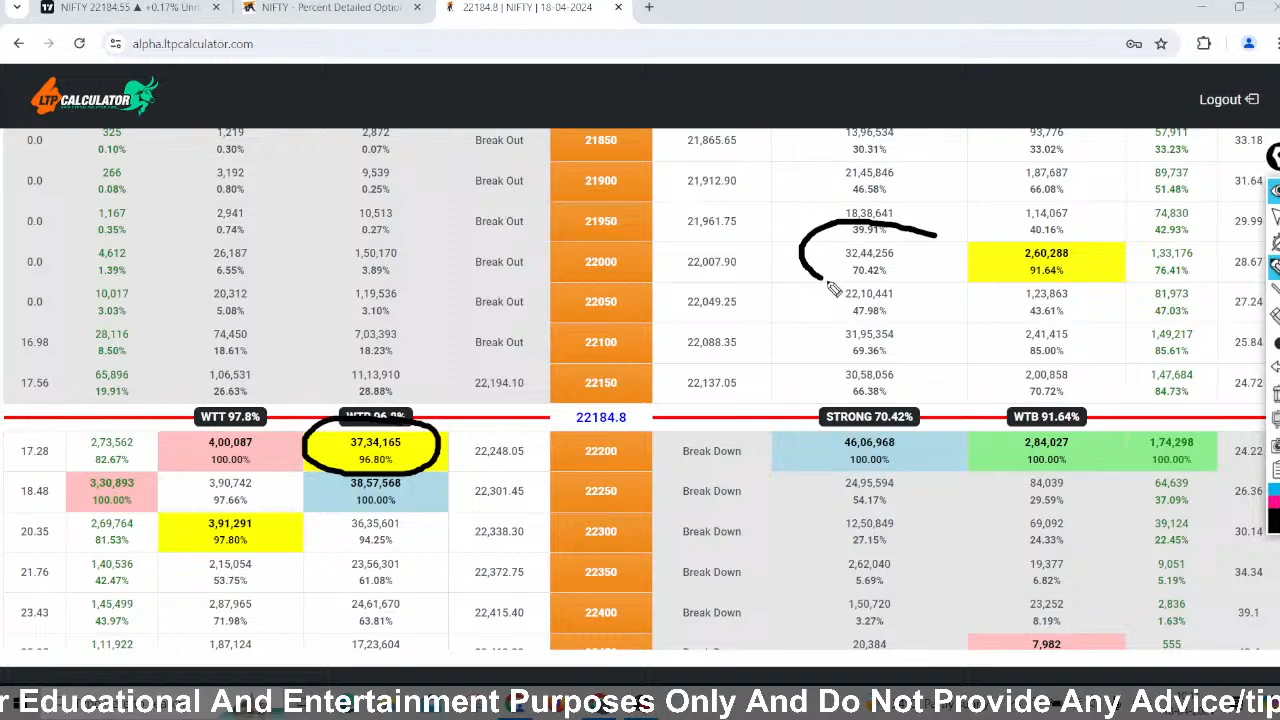 NIFTY 22184.55 ▲ +0.17% Unn
NIFTY - Percent Detailed Optio
22184.8 | NIFTY | 18-04-2024
alpha.ltpcalculator.com
LTP CALCULATOR
Logout
0.0 325 1,219 2,872 Break Out 21850 21,865.65 13,96,534 93,776 57,911 33.18
0.10% 0.30% 0.07% 30.31% 33.02% 33.23%
0.0 266 3,192 9,539 Break Out 21900 21,912.90 21,45,846 1,87,687 89,737 31.64
0.08% 0.80% 0.25% 46.58% 66.08% 51.48%
0.0 1,167 2,941 10,513 Break Out 21950 21,961.75 18,38,641 1,14,067 74,830 29.99
0.35% 0.74% 0.27% 39.91% 40.16% 42.93%
0.0 4,612 26,187 1,50,170 Break Out 22000 22,007.90 32,44,256 2,60,288 1,33,176 28.67
1.39% 6.55% 3.89% 70.42% 91.64% 76.41%
0.0 10,017 20,312 1,19,536 Break Out 22050 22,049.25 22,10,441 1,23,863 81,973 27.24
3.03% 5.08% 3.10% 47.98% 43.61% 47.03%
16.98 28,116 74,450 7,03,393 Break Out 22100 22,088.35 31,95,354 2,41,415 1,49,217 25.84
8.50% 18.61% 18.23% 69.36% 85.00% 85.61%
17.56 65,896 1,06,531 11,13,910 22,194.10 22150 22,137.05 30,58,056 2,00,858 1,47,684 24.72
19.91% 26.63% 28.88% 66.38% 70.72% 84.73%
WTT 97.8% 22184.8 STRONG 70.42% WTB 91.64%
17.28 2,73,562 4,00,087 37,34,165 22,248.05 22200 Break Down 46,06,968 2,84,027 1,74,298 24.22
82.67% 100.00% 96.80% 100.00% 100.00% 100.00%
18.48 3,30,893 3,90,742 38,57,568 22,301.45 22250 Break Down 24,95,594 84,039 64,639 26.36
100.00% 97.66% 100.00% 54.17% 29.59% 37.09%
20.35 2,69,764 3,91,291 36,35,601 22,338.30 22300 Break Down 12,50,849 69,092 39,124 30.14
81.53% 97.80% 94.25% 27.15% 24.33% 22.45%
21.76 1,40,536 2,15,054 23,56,301 22,372.75 22350 Break Down 2,62,040 19,377 9,051 34.34
42.47% 53.75% 61.08% 5.69% 6.82% 5.19%
23.43 1,45,499 2,87,965 24,61,670 22,415.40 22400 Break Down 1,50,720 23,252 2,836 39.1
43.97% 71.98% 63.81% 3.27% 8.19% 1.63%
1,11,922 1,87,124 17,23,604 20,384 7,982 555
r Educational And Entertainment Purposes Only And Do Not Provide Any Advice/tip